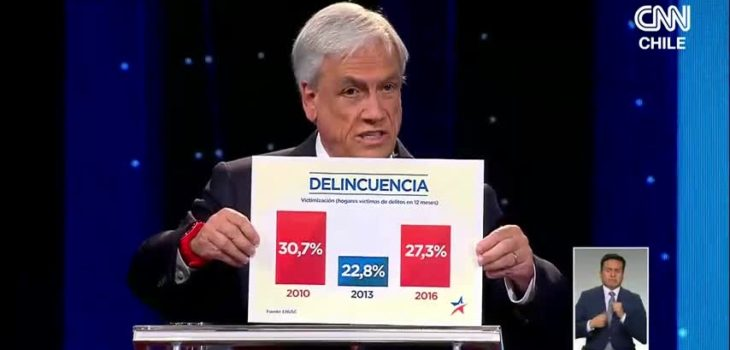 CNN
CHILE
DELINCUENCIA
Victimización (hogares víctimas de delitos en 12 meses)
30,7%
22,8%
27,3%
2010
2013
2016
Fuente: ENUSC